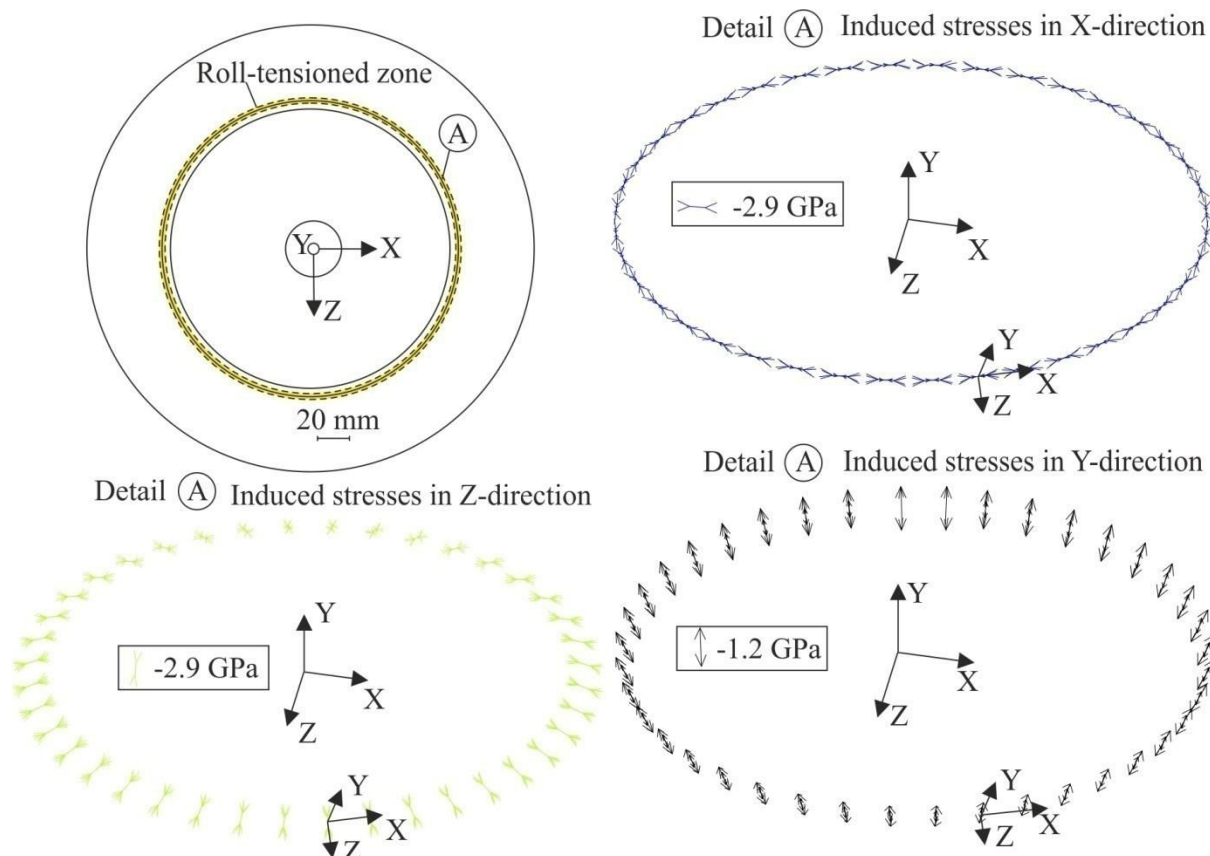 Roll-tensioned zone
A
Y
X
Z
20 mm
Detail A Induced stresses in X-direction
Y
-2.9 GPa
X
Z
Y
X
Z
Detail A Induced stresses in Z-direction
Y
-2.9 GPa
X
Z
Y
X
Z
Detail A Induced stresses in Y-direction
Y
-1.2 GPa
X
Z
Y
X
Z